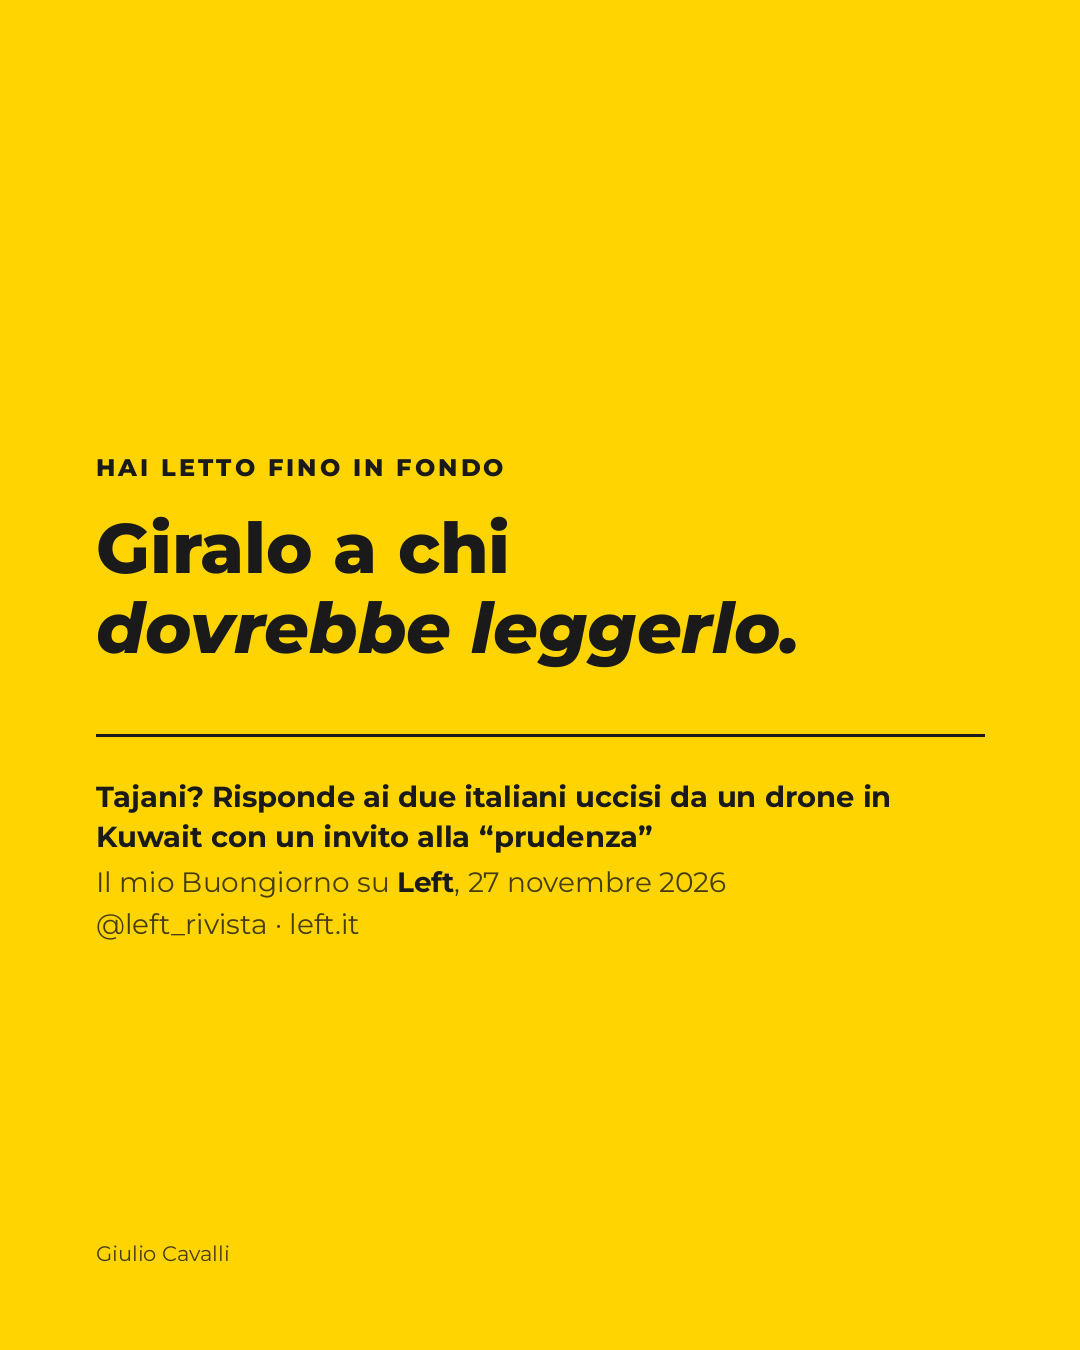 HAI LETTO FINO IN FONDO
Giralo a chi
dovrebbe leggerlo.
Tajani? Risponde ai due italiani uccisi da un drone in
Kuwait con un invito alla “prudenza”
Il mio Buongiorno su Left, 27 novembre 2026
@left_rivista · left.it
Giulio Cavalli